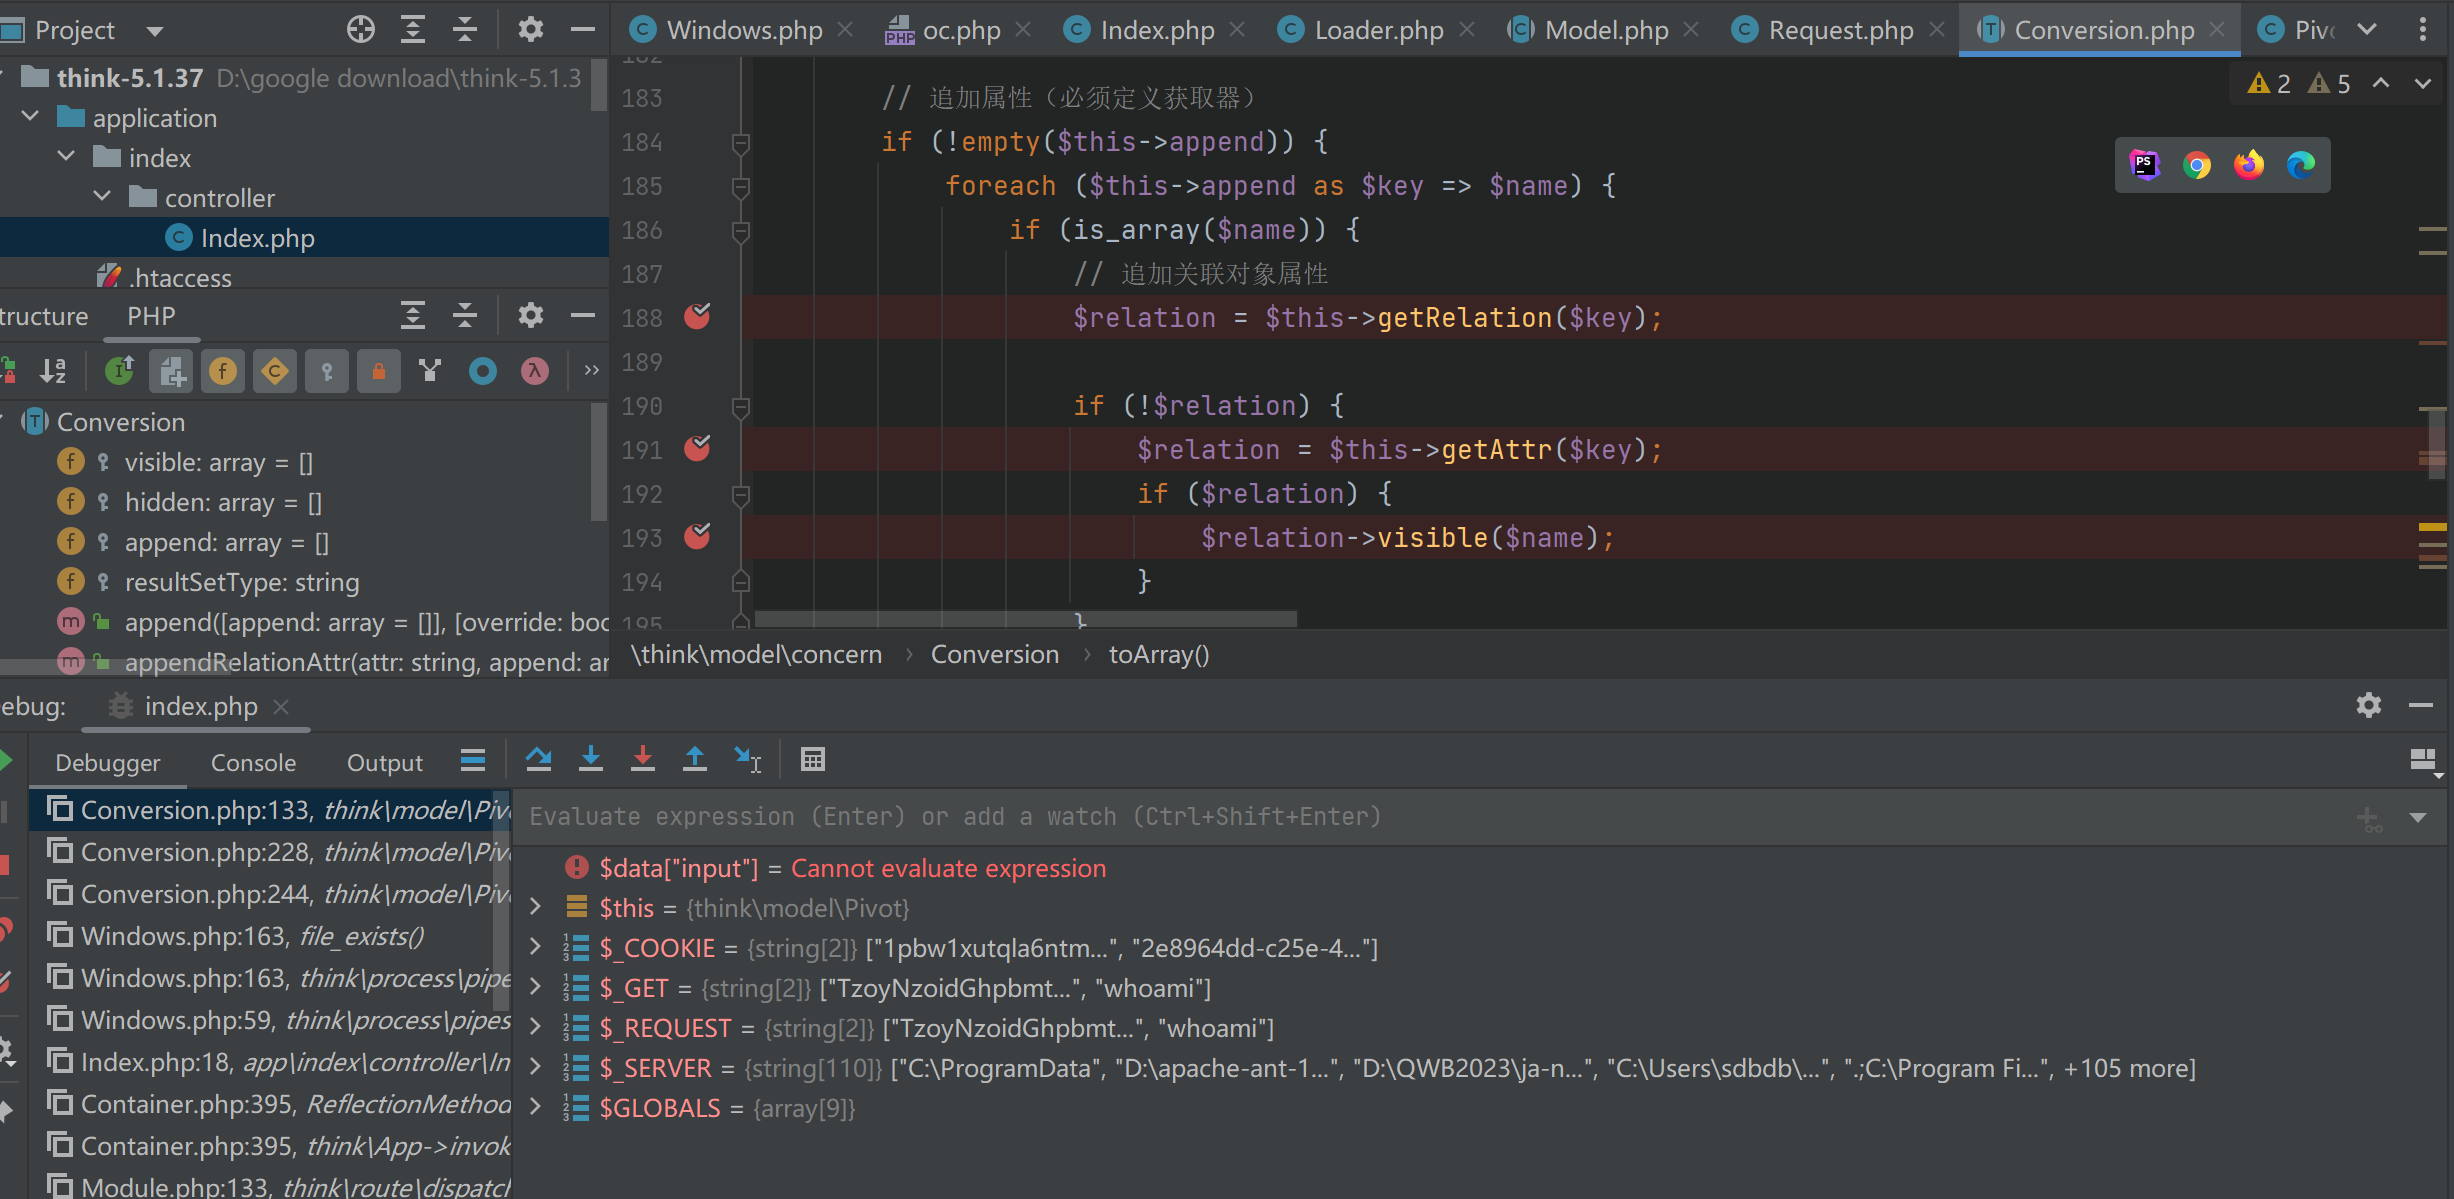 Project
Windows.php
oc.php
Index.php
Loader.php
Model.php
Request.php
Conversion.php
think-5.1.37 D:\google download\think-5.1.3
application
index
controller
Index.php
.htaccess
PHP
Conversion
visible: array = []
hidden: array = []
append: array = []
resultSetType: string
append([append: array = []], [override:
appendRelationAttr(attr: string, append:
2 5
183 // 追加属性（必须定义获取器）
184 if (!empty($this->append)) {
185 foreach ($this->append as $key => $name) {
186 if (is_array($name)) {
187 // 追加关联对象属性
188 $relation = $this->getRelation($key);
189
190 if (!$relation) {
191 $relation = $this->getAttr($key);
192 if ($relation) {
193 $relation->visible($name);
194 }
195 }
\think\model\concern › Conversion › toArray()
index.php
Debugger Console Output
Conversion.php:133, think\model\Piv
Conversion.php:228, think\model\Piv
Conversion.php:244, think\model\Piv
Windows.php:163, file_exists()
Windows.php:163, think\process\pipe
Windows.php:59, think\process\pipes
Index.php:18, app\index\controller\In
Container.php:395, ReflectionMethod
Container.php:395, think\App->invok
Module.php:133, think\route\dispatch
Evaluate expression (Enter) or add a watch (Ctrl+Shift+Enter)
$data["input"] = Cannot evaluate expression
$this = {think\model\Pivot}
$_COOKIE = {string[2]} ["1pbw1xutqla6ntm...", "2e8964dd-c25e-4..."]
$_GET = {string[2]} ["TzoyNzoidGhpbmt...", "whoami"]
$_REQUEST = {string[2]} ["TzoyNzoidGhpbmt...", "whoami"]
$_SERVER = {string[110]} ["C:\ProgramData", "D:\apache-ant-1...", "D:\QWB2023\ja-n...", "C:\Users\sdbdb\...", ".;C:\Program Fi...", +105 more]
$GLOBALS = {array[9]}